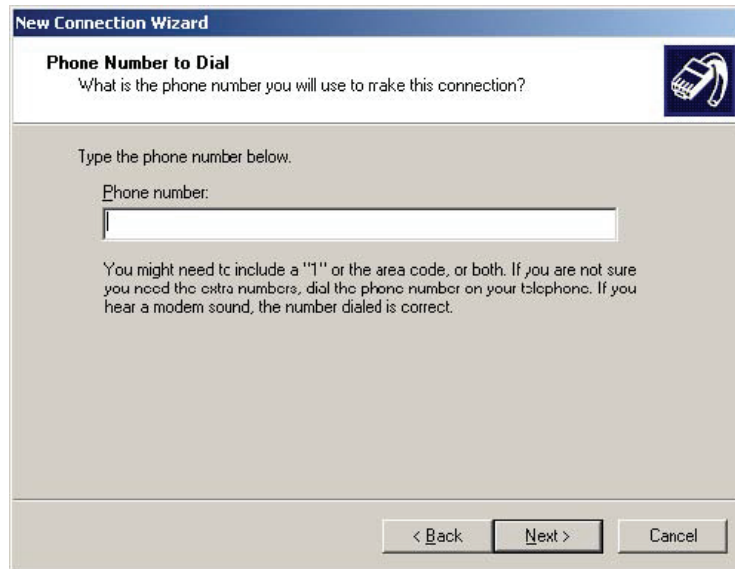 New Connection Wizard
Phone Number to Dial
What is the phone number you will use to make this connection?
Type the phone number below.
Phone number:
You might need to include a "1" or the area code, or both. If you are not sure
you need the extra numbers, dial the phone number on your telephone. If you
hear a modem sound, the number dialed is correct.
< Back
Next >
Cancel